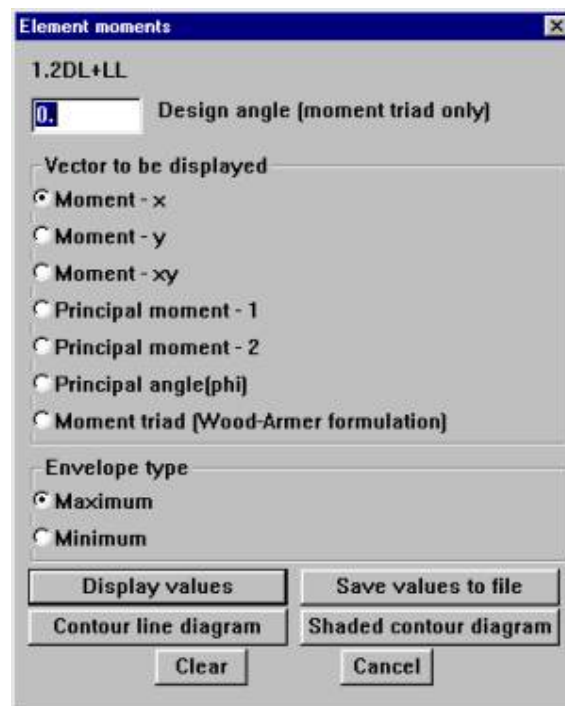 Element moments
1.2DL+LL
0. Design angle (moment triad only)
Vector to be displayed
Moment - x
Moment - y
Moment - xy
Principal moment - 1
Principal moment - 2
Principal angle(phi)
Moment triad (Wood-Armer formulation)
Envelope type
Maximum
Minimum
Display values Save values to file
Contour line diagram Shaded contour diagram
Clear Cancel